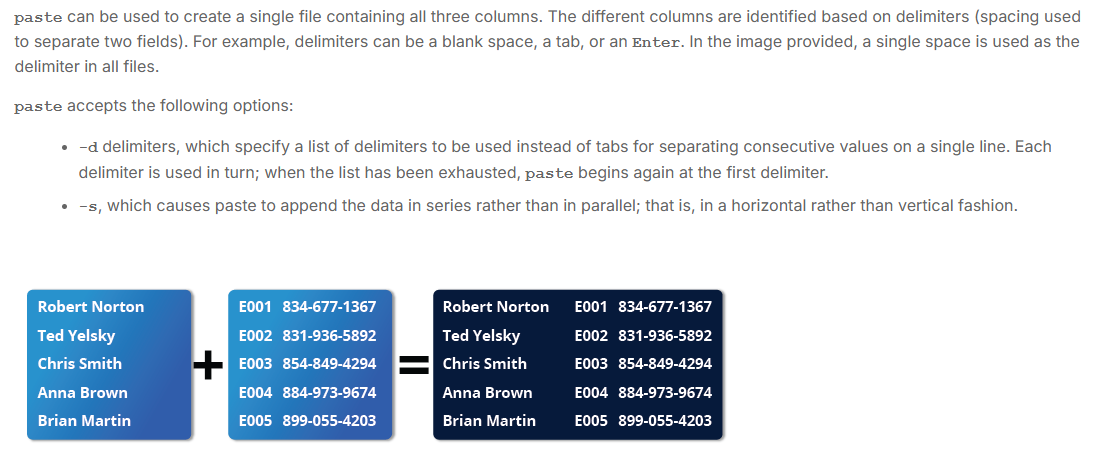 paste can be used to create a single file containing all three columns. The different columns are identified based on delimiters (spacing used
to separate two fields). For example, delimiters can be a blank space, a tab, or an Enter. In the image provided, a single space is used as the
delimiter in all files.
paste accepts the following options:
• -d delimiters, which specify a list of delimiters to be used instead of tabs for separating consecutive values on a single line. Each
delimiter is used in turn; when the list has been exhausted, paste begins again at the first delimiter.
• -s, which causes paste to append the data in series rather than in parallel; that is, in a horizontal rather than vertical fashion.
Robert Norton
Ted Yelsky
Chris Smith
Anna Brown
Brian Martin
+
E001 834-677-1367
E002 831-936-5892
E003 854-849-4294
E004 884-973-9674
E005 899-055-4203
=
Robert Norton E001 834-677-1367
Ted Yelsky E002 831-936-5892
Chris Smith E003 854-849-4294
Anna Brown E004 884-973-9674
Brian Martin E005 899-055-4203